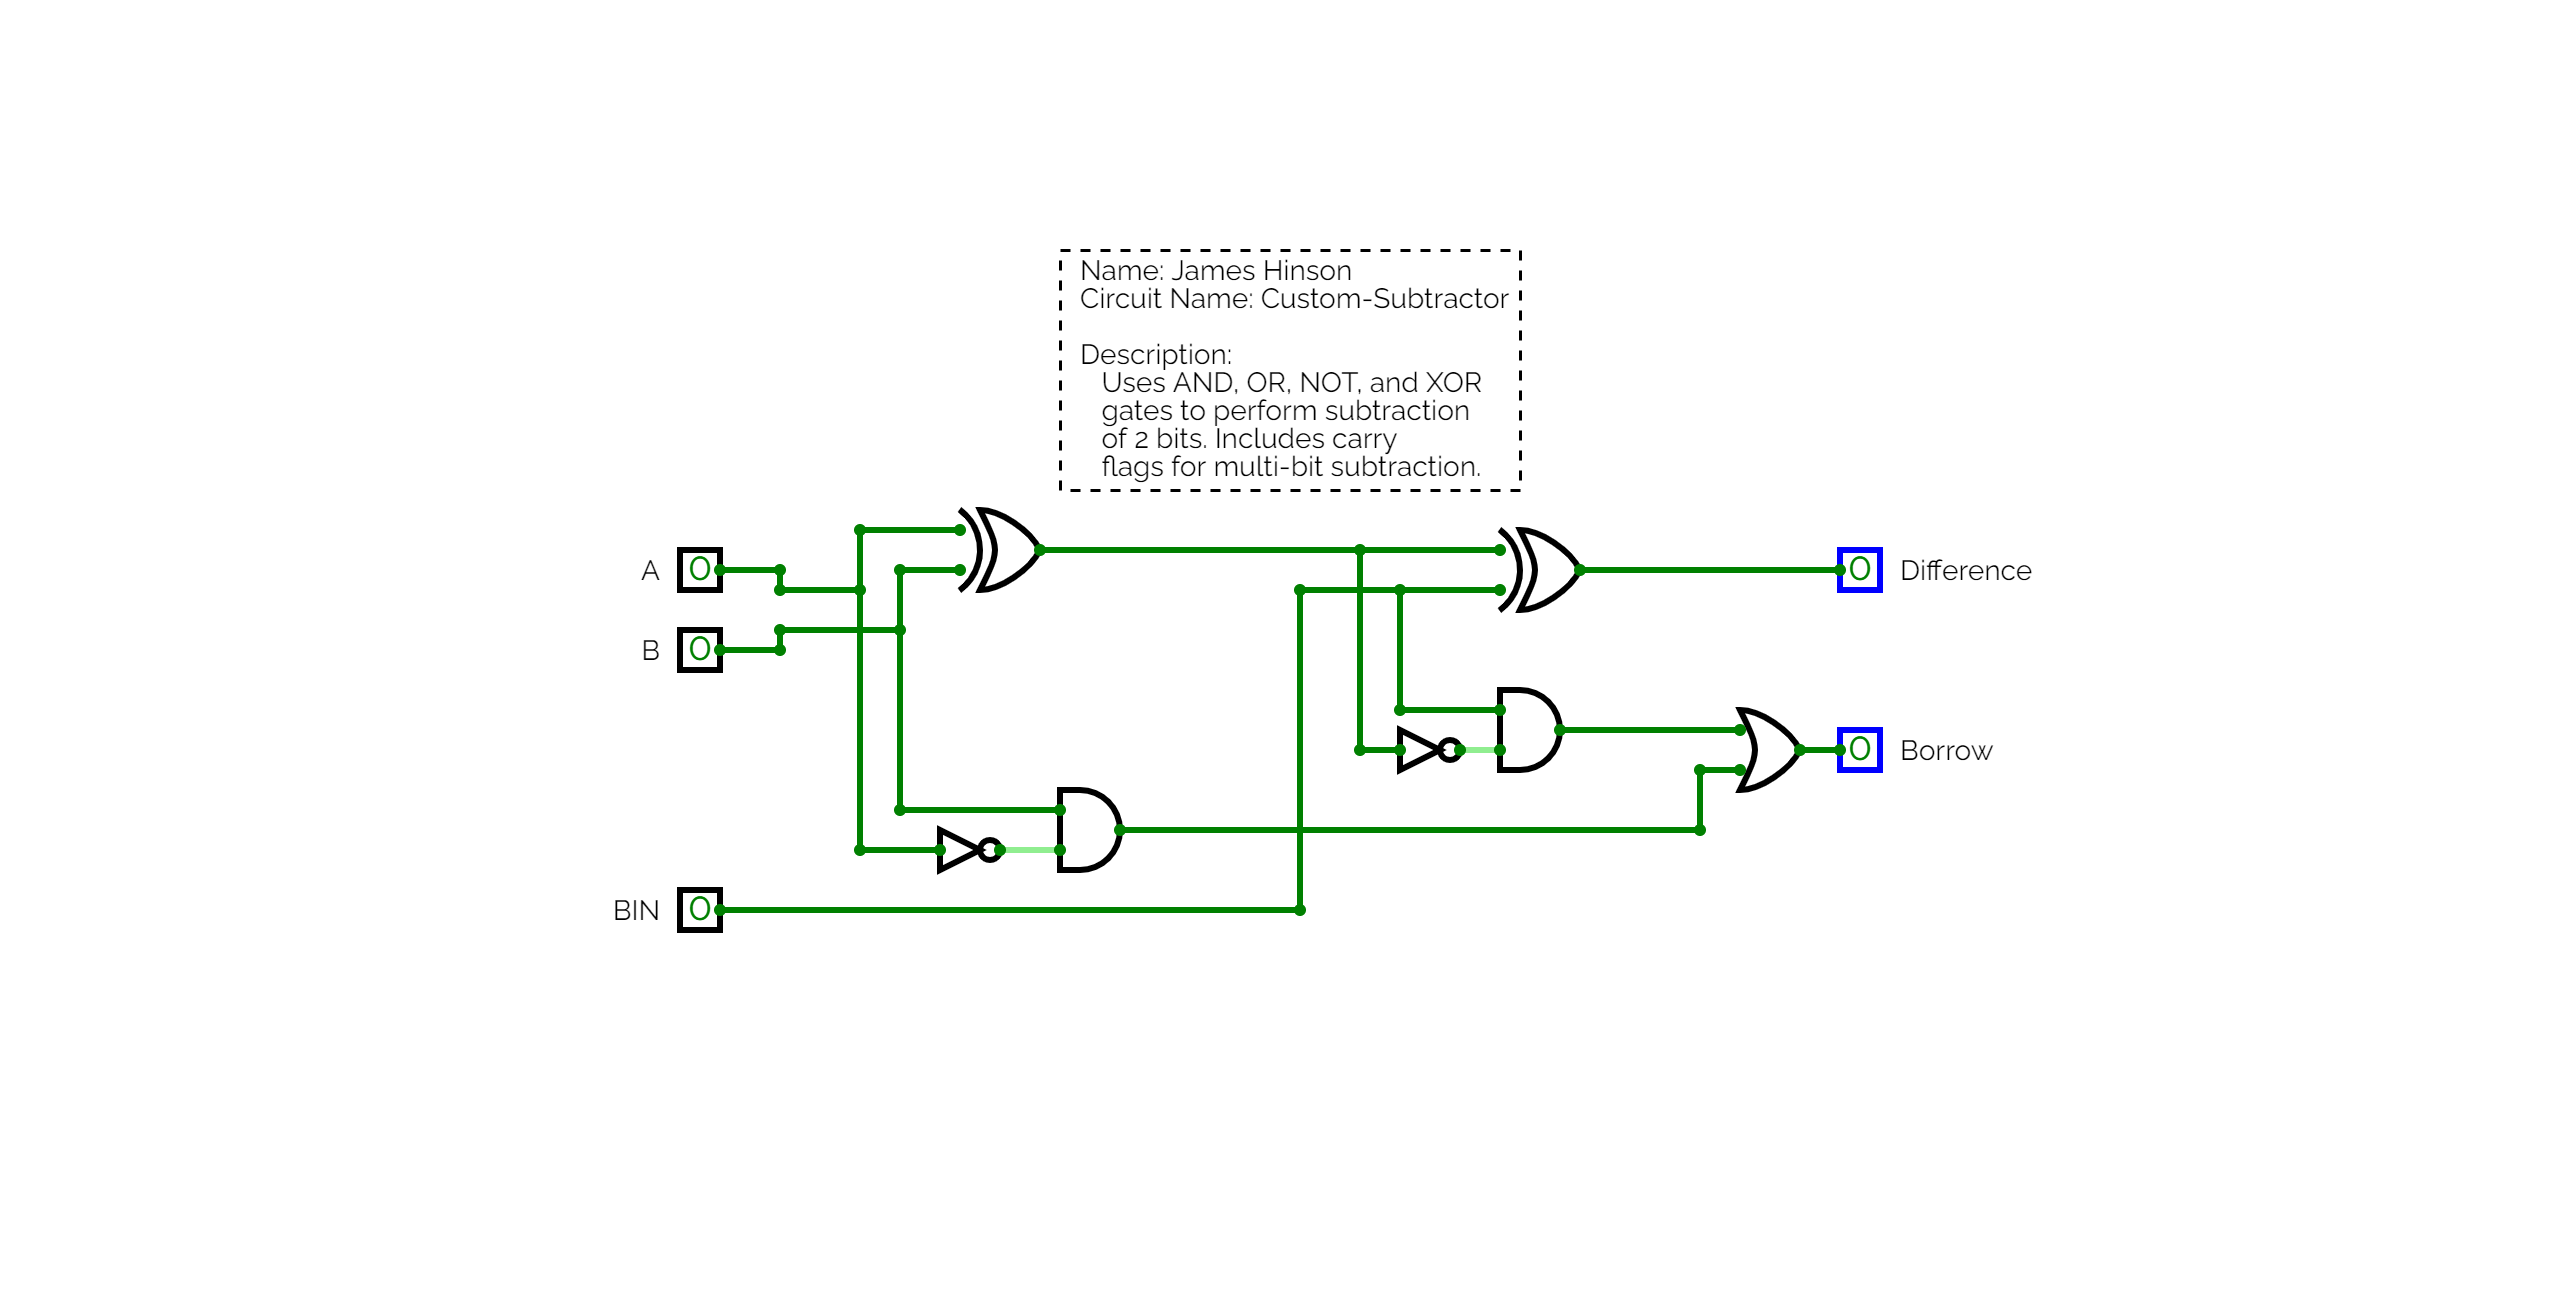 Name: James Hinson
Circuit Name: Custom-Subtractor
Description:
Uses AND, OR, NOT, and XOR
gates to perform subtraction
of 2 bits. Includes carry
flags for multi-bit subtraction.
A 0
0 Difference
B 0
0 Borrow
BIN 0